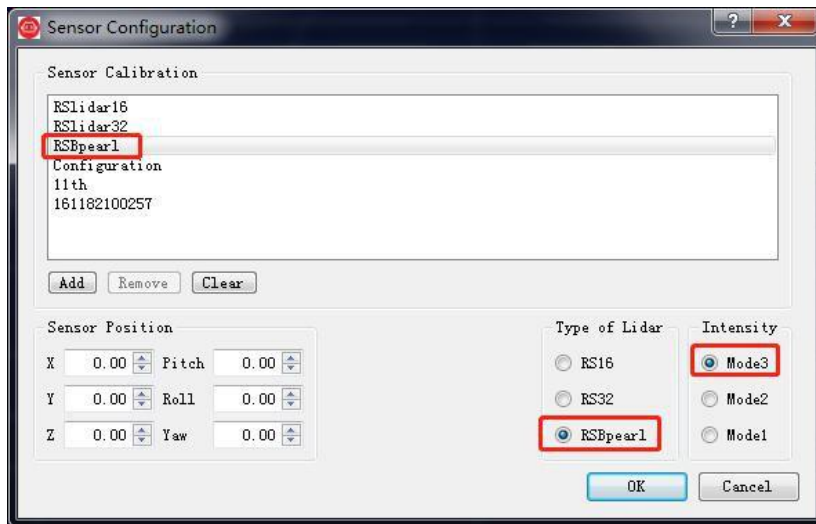 Sensor Configuration
Sensor Calibration
RSlidar16
RSlidar32
RSBpearl
Configuration
11th
161182100257
Add Remove Clear
Sensor Position Type of Lidar Intensity
X 0.00 Pitch 0.00 RS16 Mode3
Y 0.00 Roll 0.00 RS32 Mode2
Z 0.00 Yaw 0.00 RSBpearl Mode1
OK Cancel